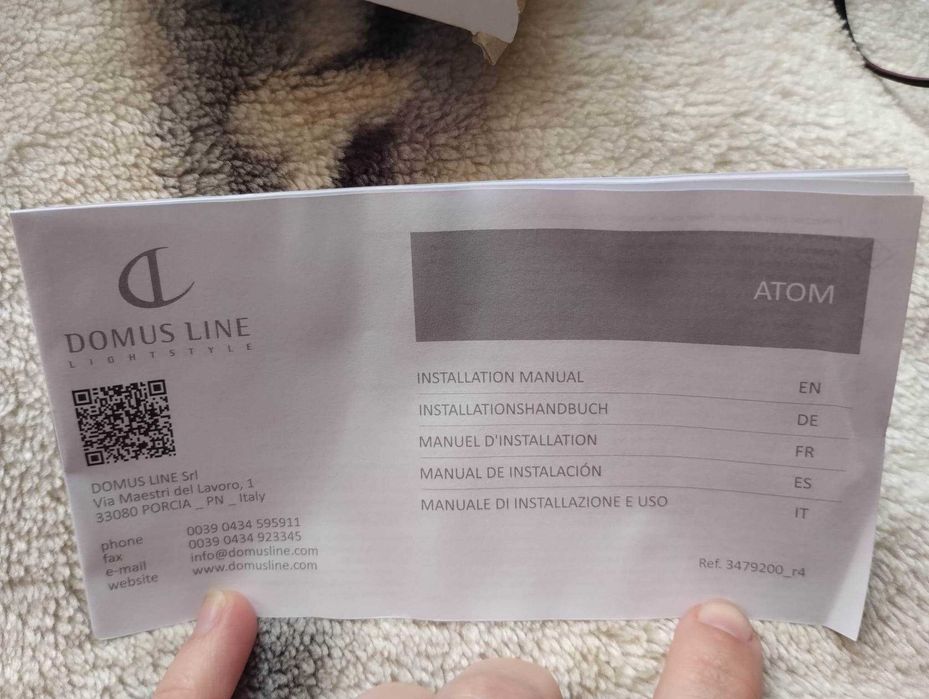 DOMUS LINE
LIGHTSTYLE
DOMUS LINE Srl
Via Maestri del Lavoro, 1
33080 PORCIA _ PN _ Italy
phone 0039 0434 595911
fax 0039 0434 923345
e-mail info@domusline.com
website www.domusline.com
ATOM
INSTALLATION MANUAL EN
INSTALLATIONSHANDBUCH DE
MANUEL D'INSTALLATION FR
MANUAL DE INSTALACIÓN ES
MANUALE DI INSTALLAZIONE E USO IT
Ref. 3479200_r4